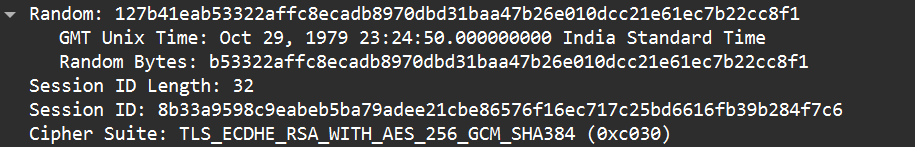 Random: 127b41eab53322affc8ecadb8970dbd31baa47b26e010dcc21e61ec7b22cc8f1
GMT Unix Time: Oct 29, 1979 23:24:50.000000000 India Standard Time
Random Bytes: b53322affc8ecadb8970dbd31baa47b26e010dcc21e61ec7b22cc8f1
Session ID Length: 32
Session ID: 8b33a9598c9eabeb5ba79adee21cbe86576f16ec717c25bd6616fb39b284f7c6
Cipher Suite: TLS_ECDHE_RSA_WITH_AES_256_GCM_SHA384 (0xc030)